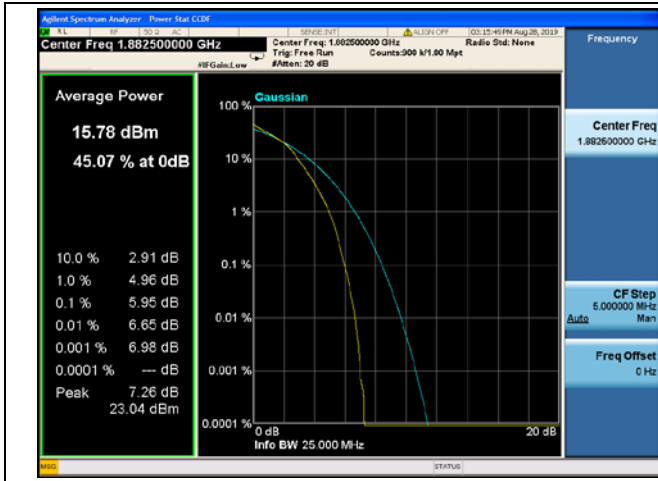 Agilent Spectrum Analyzer - Power Stat CCDF
RL RF 50 Ω AC SENSE:INT ALIGN OFF 03:15:49 PM Aug 28, 2019
Center Freq 1.882500000 GHz
Center Freq: 1.882500000 GHz Radio Std: None
Trig: Free Run Counts:900 k/1.00 Mpt
#IFGain:Low #Atten: 20 dB
Frequency
Average Power
15.78 dBm
45.07 % at 0dB
10.0 % 2.91 dB
1.0 % 4.96 dB
0.1 % 5.95 dB
0.01 % 6.65 dB
0.001 % 6.98 dB
0.0001 % --- dB
Peak 7.26 dB
23.04 dBm
Gaussian
100 %
10 %
1 %
0.1 %
0.01 %
0.001 %
0.0001 %
0 dB 20 dB
Info BW 25.000 MHz
Center Freq
1.882500000 GHz
CF Step
5.000000 MHz
Auto Man
Freq Offset
0 Hz
MSG STATUS